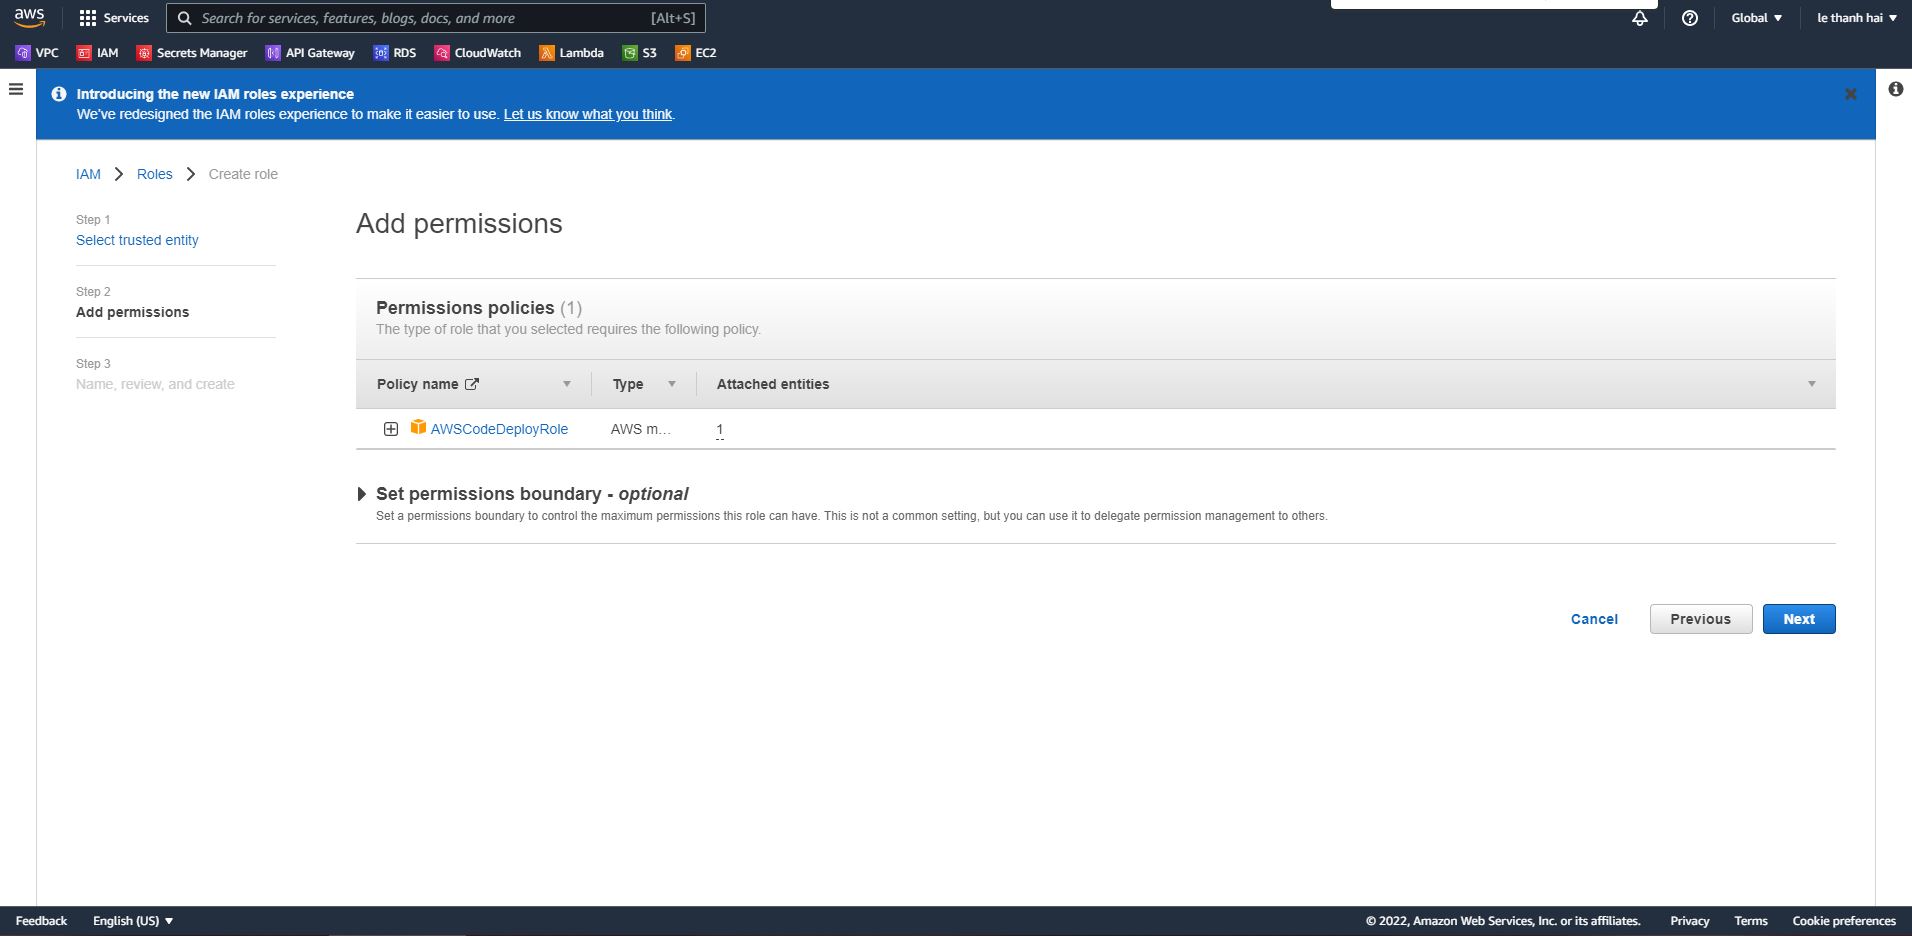 aws Services Search for services, features, blogs, docs, and more [Alt+S] Global le thanh hai
VPC IAM Secrets Manager API Gateway RDS CloudWatch Lambda S3 EC2
Introducing the new IAM roles experience
We've redesigned the IAM roles experience to make it easier to use. Let us know what you think.
IAM Roles Create role
Step 1
Select trusted entity
Step 2
Add permissions
Step 3
Name, review, and create
Add permissions
Permissions policies (1)
The type of role that you selected requires the following policy.
Policy name Type Attached entities
AWSCodeDeployRole AWS m... 1
Set permissions boundary - optional
Set a permissions boundary to control the maximum permissions this role can have. This is not a common setting, but you can use it to delegate permission management to others.
Cancel Previous Next
Feedback English (US) © 2022, Amazon Web Services, Inc. or its affiliates. Privacy Terms Cookie preferences